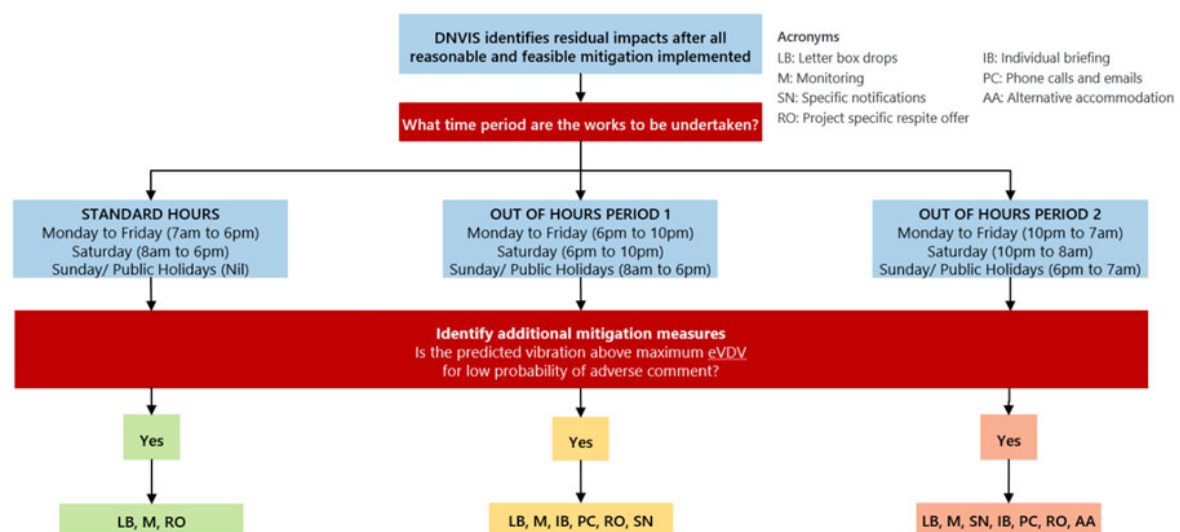 DNVIS identifies residual impacts after all
reasonable and feasible mitigation implemented
Acronyms
LB: Letter box drops
IB: Individual briefing
M: Monitoring
PC: Phone calls and emails
SN: Specific notifications
AA: Alternative accommodation
RO: Project specific respite offer
What time period are the works to be undertaken?
STANDARD HOURS
Monday to Friday (7am to 6pm)
Saturday (8am to 6pm)
Sunday/ Public Holidays (Nil)
OUT OF HOURS PERIOD 1
Monday to Friday (6pm to 10pm)
Saturday (6pm to 10pm)
Sunday/ Public Holidays (8am to 6pm)
OUT OF HOURS PERIOD 2
Monday to Friday (10pm to 7am)
Saturday (10pm to 8am)
Sunday/ Public Holidays (6pm to 7am)
Identify additional mitigation measures
Is the predicted vibration above maximum eVDV
for low probability of adverse comment?
Yes
Yes
Yes
LB, M, RO
LB, M, IB, PC, RO, SN
LB, M, SN, IB, PC, RO, AA